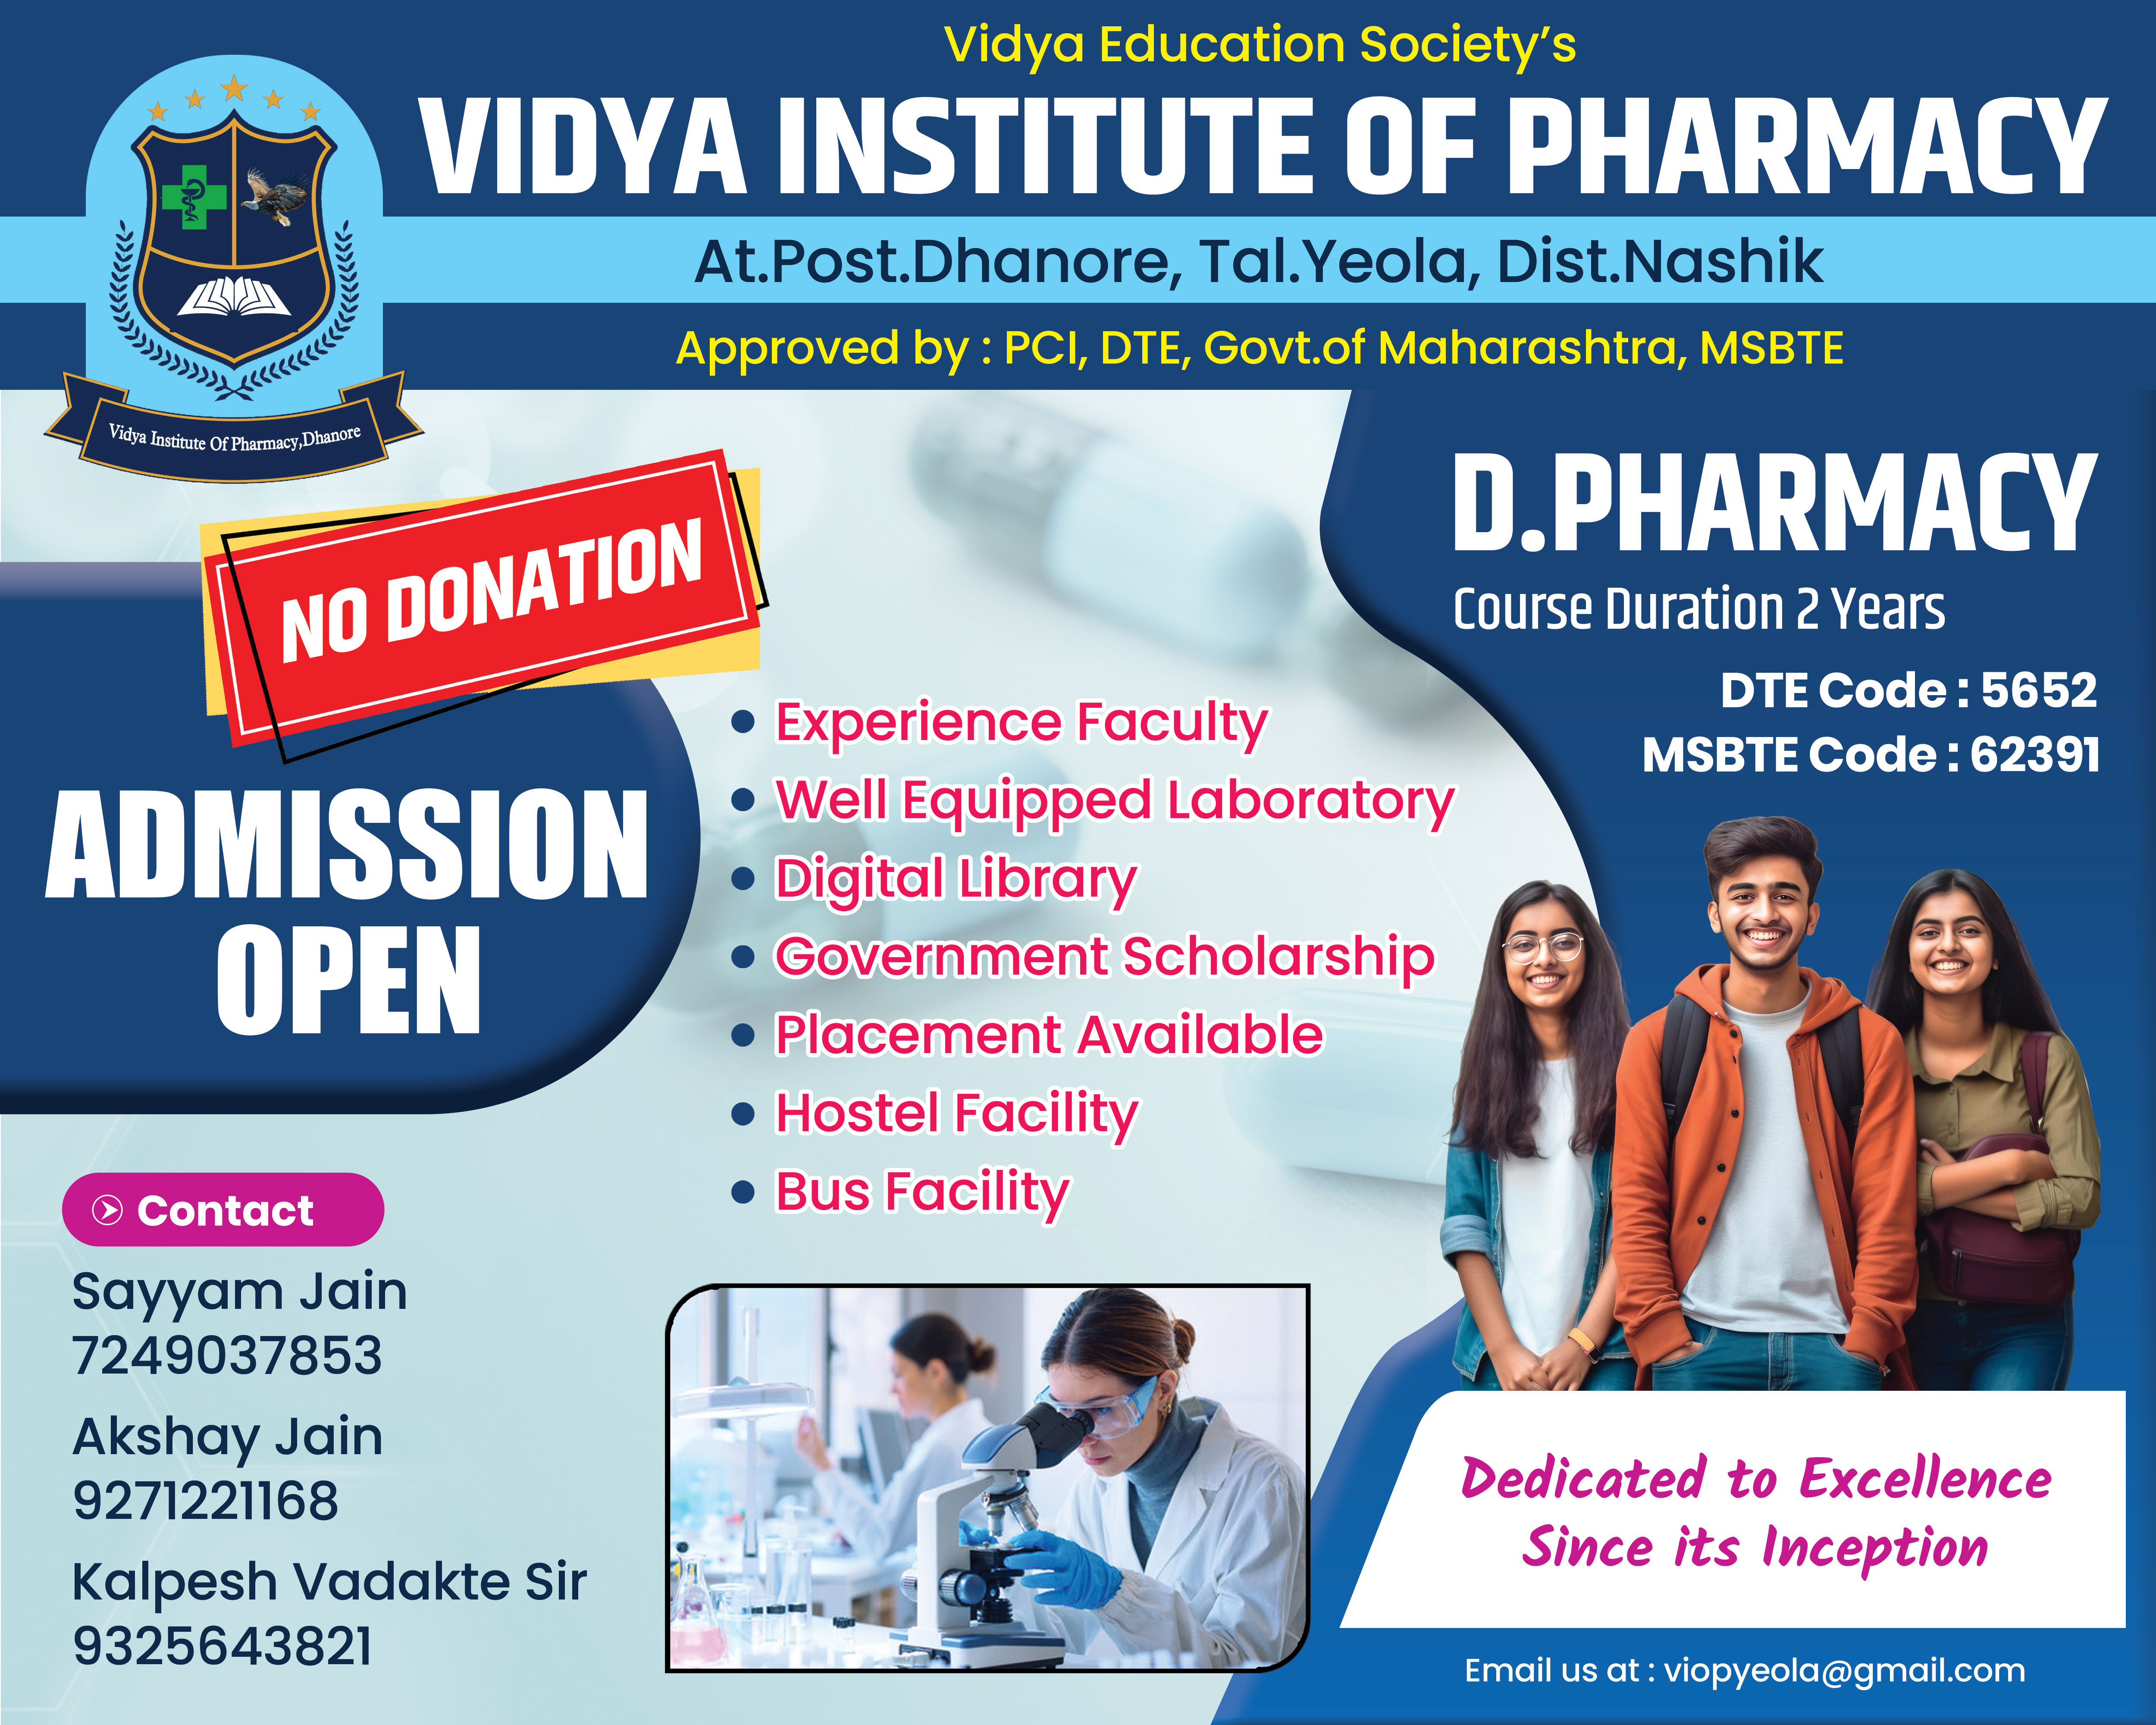 Vidya Education Society's
VIDYA INSTITUTE OF PHARMACY
At.Post.Dhanore, Tal.Yeola, Dist.Nashik
Approved by : PCI, DTE, Govt.of Maharashtra, MSBTE
Vidya Institute Of Pharmacy,Dhanore
NO DONATION
ADMISSION
OPEN
D.PHARMACY
Course Duration 2 Years
DTE Code : 5652
MSBTE Code : 62391
Experience Faculty
Well Equipped Laboratory
Digital Library
Government Scholarship
Placement Available
Hostel Facility
Bus Facility
Contact
Sayyam Jain
7249037853
Akshay Jain
9271221168
Kalpesh Vadakte Sir
9325643821
Dedicated to Excellence
Since its Inception
Email us at : viopyeola@gmail.com